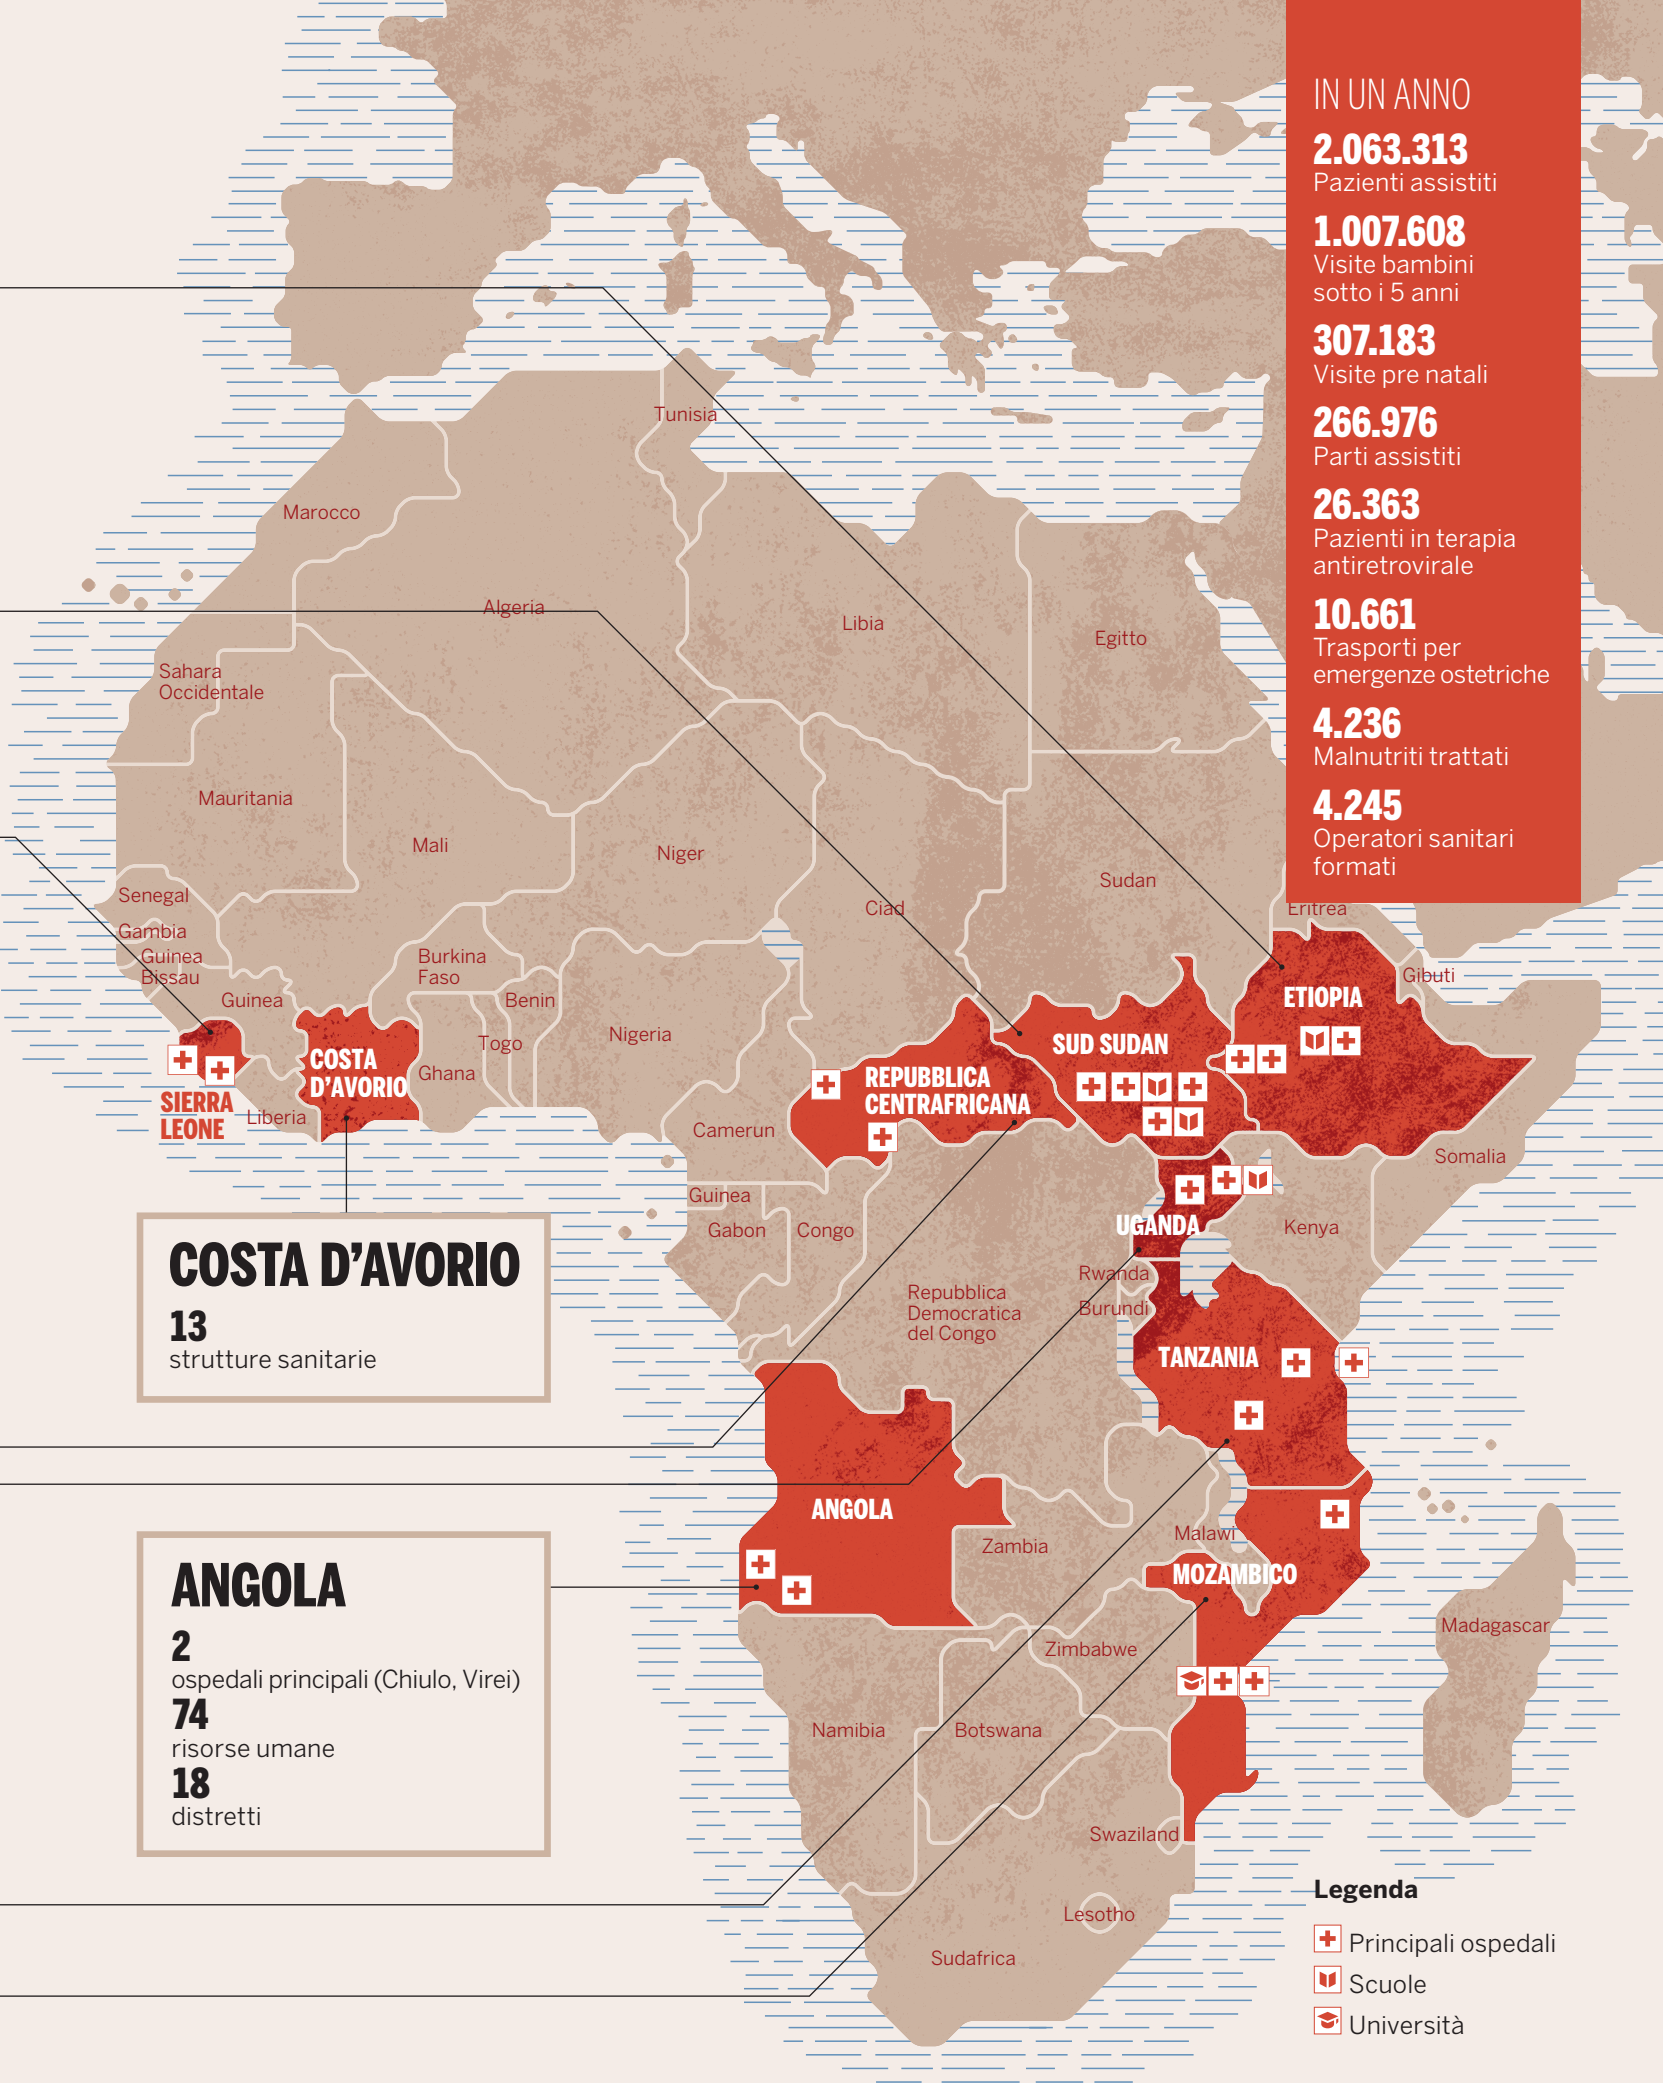 IN UN ANNO
2.063.313
Pazienti assistiti
1.007.608
Visite bambini
sotto i 5 anni
307.183
Visite pre natali
266.976
Parti assistiti
26.363
Pazienti in terapia
antiretrovirale
10.661
Trasporti per
emergenze ostetriche
4.236
Malnutriti trattati
4.245
Operatori sanitari
formati
Tunisia
Marocco
Algeria
Libia
Egitto
Sahara
Occidentale
Mauritania
Mali
Niger
Ciad
Sudan
Eritrea
Senegal
Gambia
Guinea
Bissau
Guinea
Burkina
Faso
Benin
Togo
Ghana
Nigeria
Gibuti
ETIOPIA
SUD SUDAN
REPUBBLICA
CENTRAFRICANA
COSTA
D'AVORIO
SIERRA
LEONE
Liberia
Camerun
Somalia
Guinea
Gabon
Congo
UGANDA
Kenya
Rwanda
Burundi
Repubblica
Democratica
del Congo
TANZANIA
COSTA D'AVORIO
13
strutture sanitarie
ANGOLA
Zambia
Malawi
MOZAMBICO
Zimbabwe
Madagascar
Namibia
Botswana
Swaziland
Lesotho
Sudafrica
ANGOLA
2
ospedali principali (Chiulo, Virei)
74
risorse umane
18
distretti
Legenda
Principali ospedali
Scuole
Università